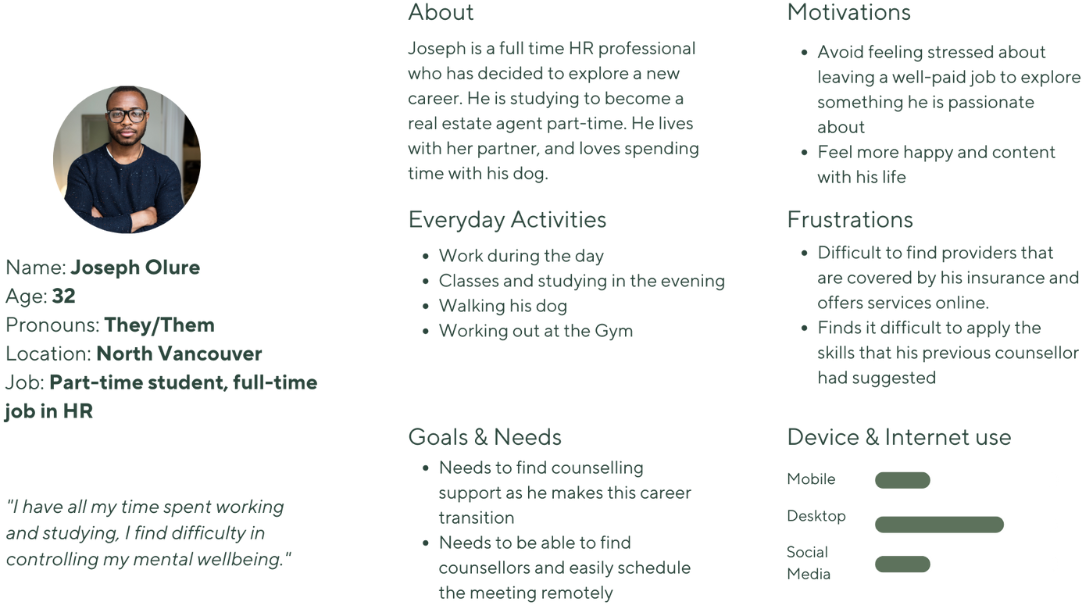 Name: Joseph Olure
Age: 32
Pronouns: They/Them
Location: North Vancouver
Job: Part-time student, full-time
job in HR
"I have all my time spent working
and studying, I find difficulty in
controlling my mental wellbeing."
About
Joseph is a full time HR professional
who has decided to explore a new
career. He is studying to become a
real estate agent part-time. He lives
with her partner, and loves spending
time with his dog.
Everyday Activities
• Work during the day
• Classes and studying in the evening
• Walking his dog
• Working out at the Gym
Goals & Needs
• Needs to find counselling
support as he makes this career
transition
• Needs to be able to find
counsellors and easily schedule
the meeting remotely
Motivations
• Avoid feeling stressed about
leaving a well-paid job to explore
something he is passionate
about
• Feel more happy and content
with his life
Frustrations
• Difficult to find providers that
are covered by his insurance and
offers services online.
• Finds it difficult to apply the
skills that his previous counsellor
had suggested
Device & Internet use
Mobile
Desktop
Social
Media